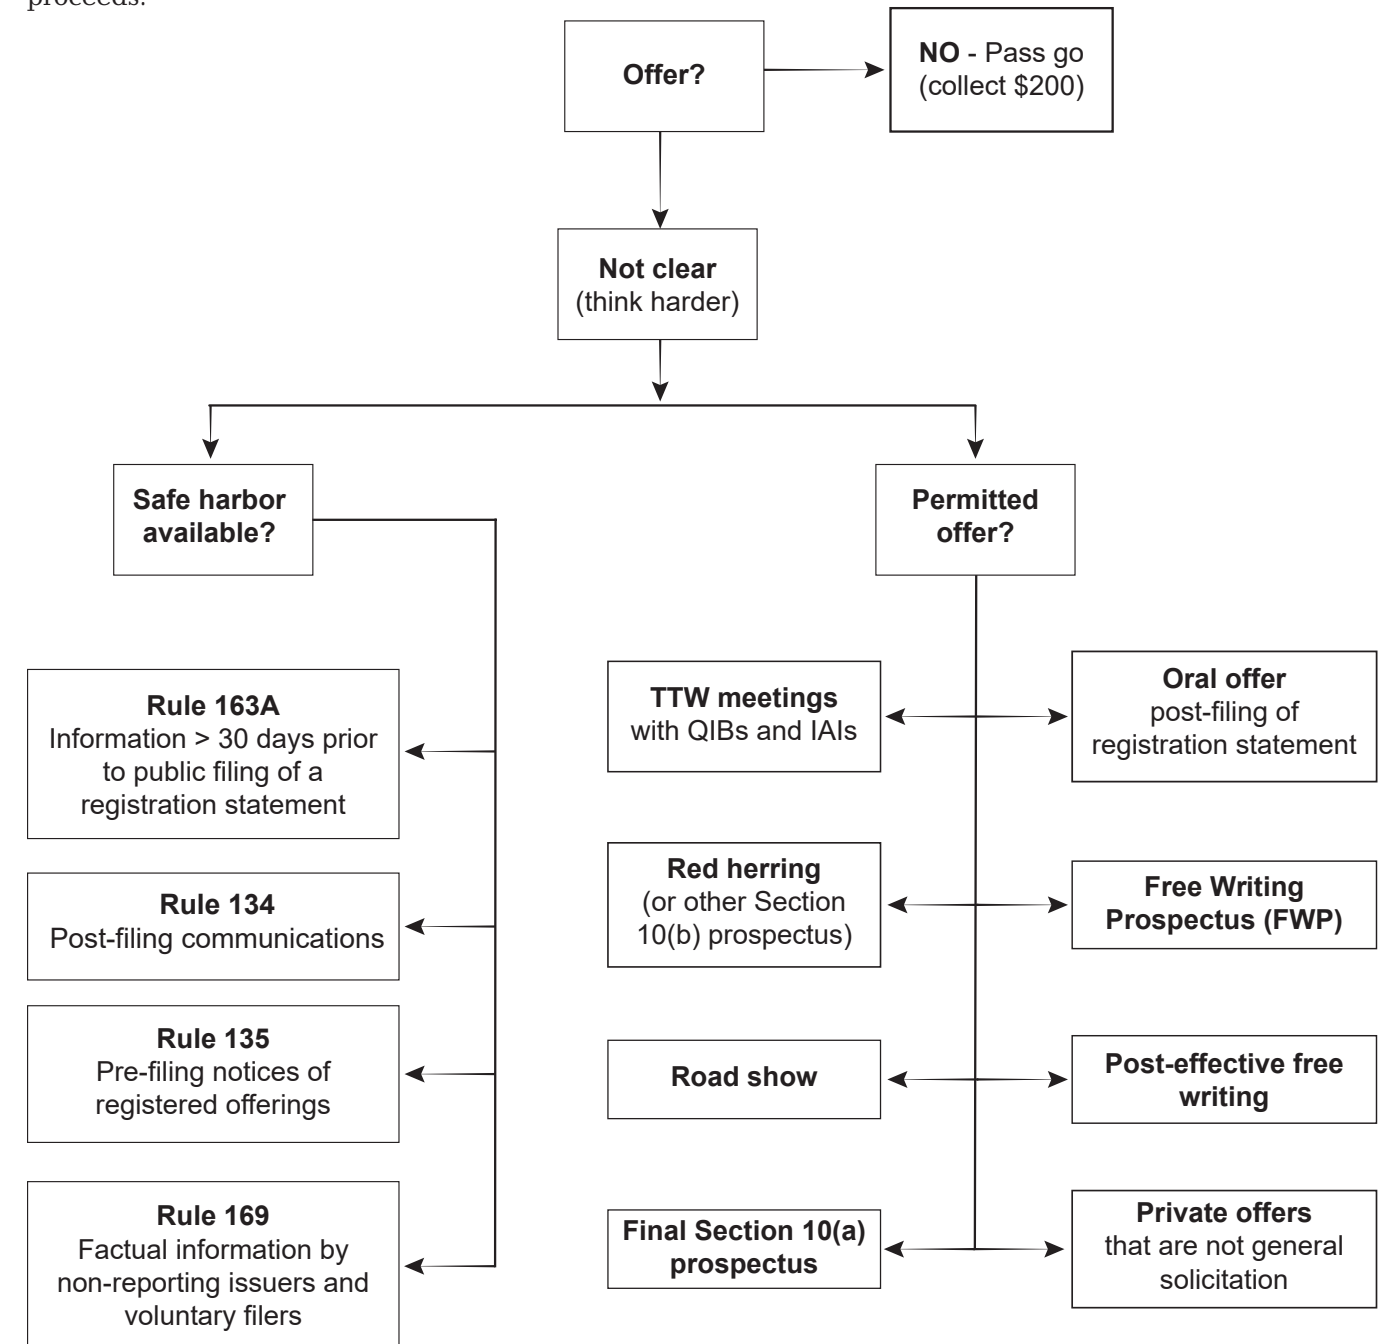 proceeds.
Offer?
NO - Pass go
(collect $200)
Not clear
(think harder)
Safe harbor
available?
Permitted
offer?
Rule 163A
Information > 30 days prior
to public filing of a
registration statement
Rule 134
Post-filing communications
Rule 135
Pre-filing notices of
registered offerings
Rule 169
Factual information by
non-reporting issuers and
voluntary filers
TTW meetings
with QIBs and IAIs
Oral offer
post-filing of
registration statement
Red herring
(or other Section
10(b) prospectus)
Free Writing
Prospectus (FWP)
Road show
Post-effective free
writing
Final Section 10(a)
prospectus
Private offers
that are not general
solicitation